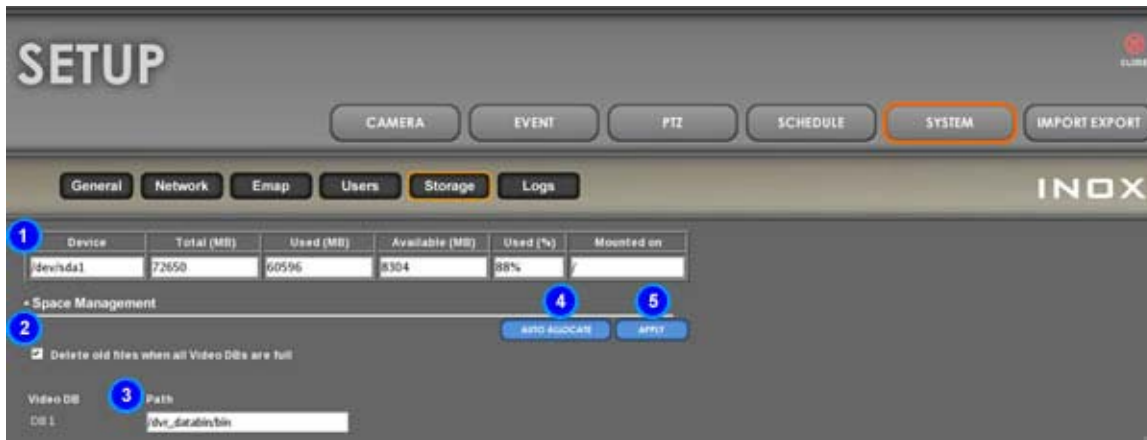 SETUP
CAMERA EVENT PTZ SCHEDULE SYSTEM IMPORT EXPORT
General Network Emap Users Storage Logs
INOX
1
Device Total (MB) Used (MB) Available (MB) Used (%) Mounted on
/dev/sda1 72650 60596 8304 88% /
Space Management
4 5
2
AUTO ALLOCATE APPLY
Delete old files when all Video DBs are full
Video DB 3 Path
DB 1 /dvr_databin/bin